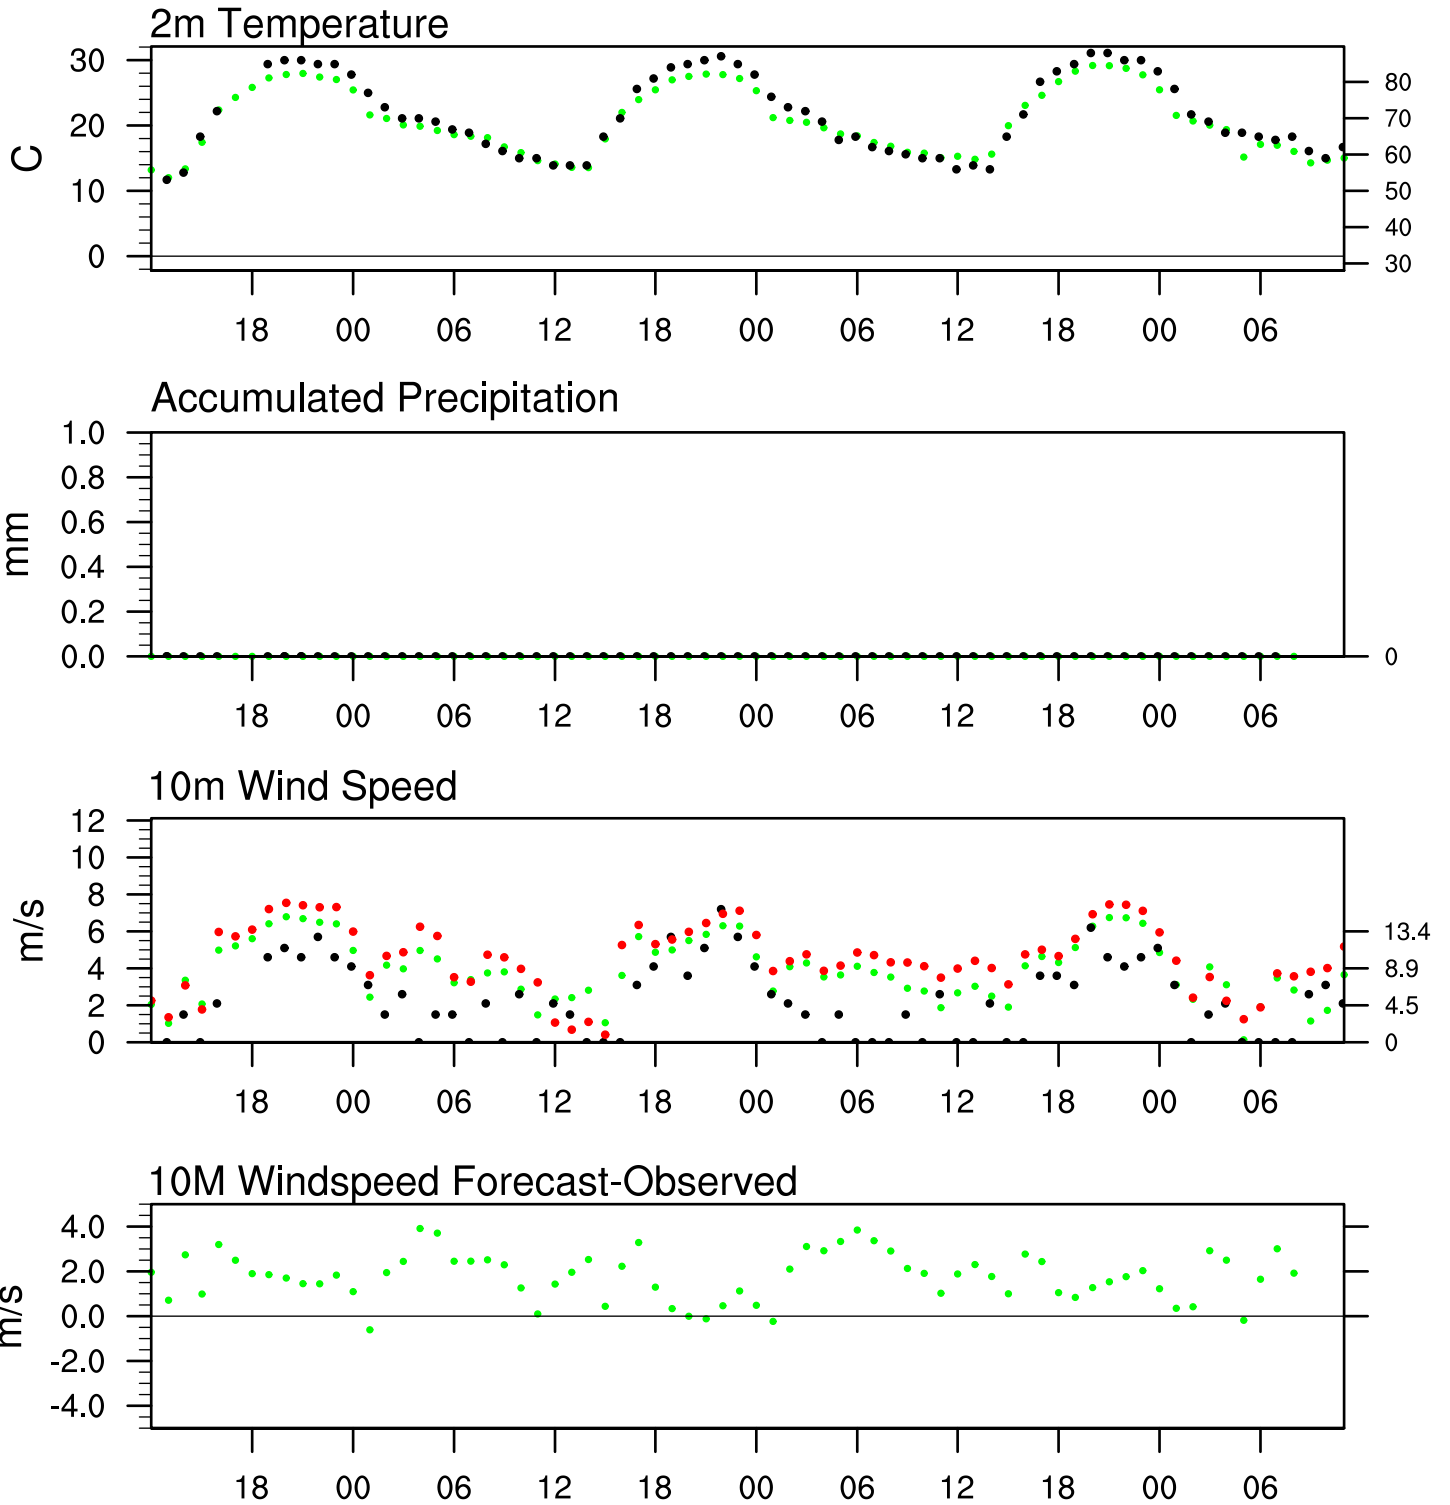 2m Temperature
30
20
10
0
C
80
70
60
50
40
30
18 00 06 12 18 00 06 12 18 00 06
Accumulated Precipitation
1.0
0.8
0.6
0.4
0.2
0.0
mm
0
18 00 06 12 18 00 06 12 18 00 06
10m Wind Speed
12
10
8
6
4
2
0
m/s
13.4
8.9
4.5
0
18 00 06 12 18 00 06 12 18 00 06
10M Windspeed Forecast-Observed
4.0
2.0
0.0
-2.0
-4.0
m/s
18 00 06 12 18 00 06 12 18 00 06